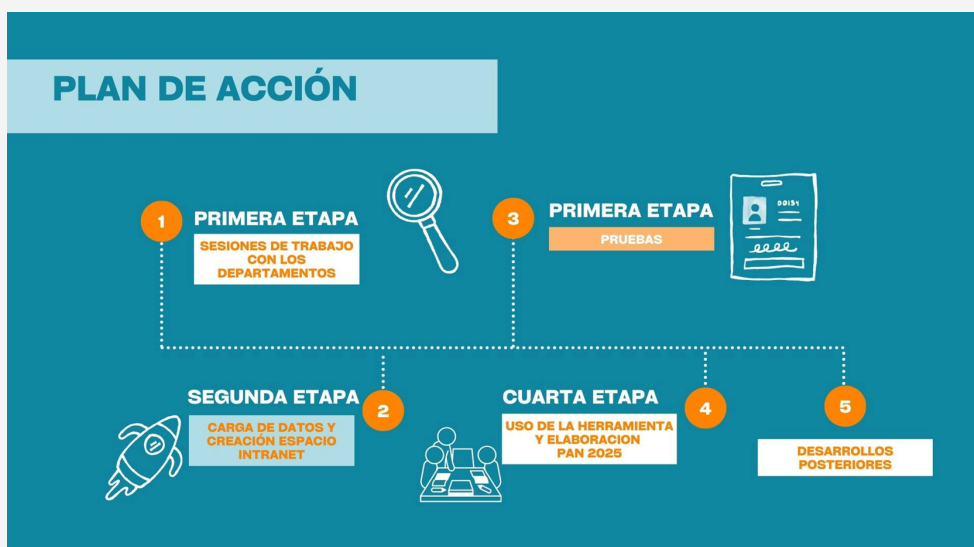 PLAN DE ACCIÓN
1
PRIMERA ETAPA
SESIONES DE TRABAJO
CON LOS
DEPARTAMENTOS
SEGUNDA ETAPA
2
CARGA DE DATOS Y
CREACIÓN ESPACIO
INTRANET
3
PRIMERA ETAPA
PRUEBAS
00134
CUARTA ETAPA
4
USO DE LA HERRAMIENTA
Y ELABORACION
PAN 2025
5
DESARROLLOS
POSTERIORES